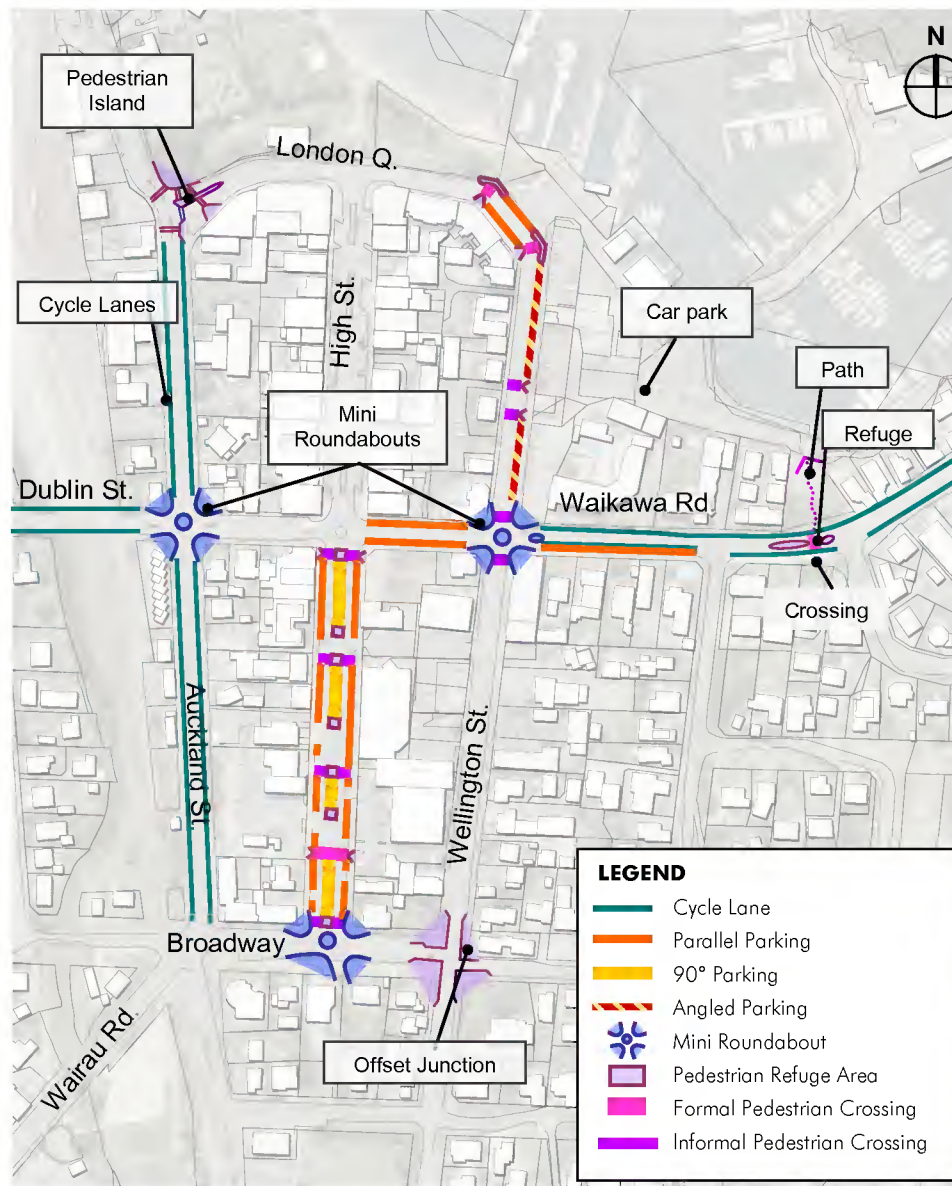 N
Pedestrian
Island
London Q.
Cycle Lanes
High St.
Car park
Path
Mini
Roundabouts
Refuge
Dublin St.
Waikawa Rd
Crossing
Auckland St.
Wellington St.
Broadway
Wairau Rd.
Offset Junction
LEGEND
Cycle Lane
Parallel Parking
90° Parking
Angled Parking
Mini Roundabout
Pedestrian Refuge Area
Formal Pedestrian Crossing
Informal Pedestrian Crossing